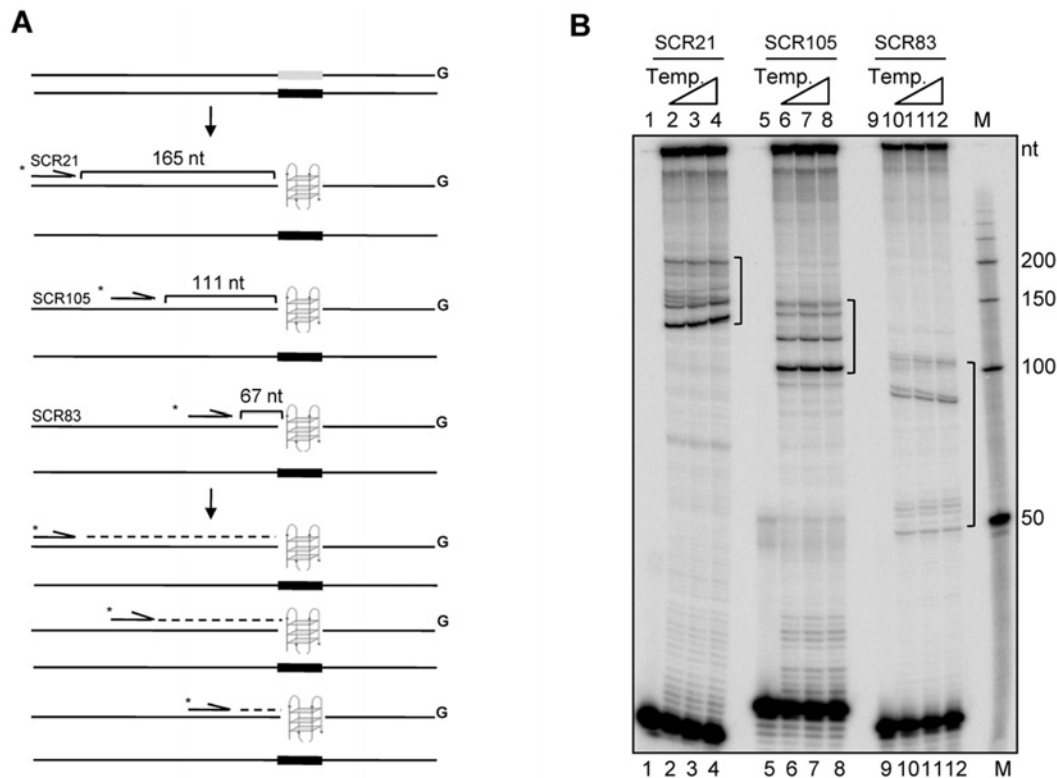 A
G
SCR21
*
165 nt
G
*
SCR105
111 nt
G
*
SCR83
67 nt
G
*
G
*
G
*
G
B
SCR21 SCR105 SCR83
Temp. Temp. Temp.
1 2 3 4 5 6 7 8 9 10 11 12 M
nt
200
150
100
50
1 2 3 4 5 6 7 8 9 10 11 12 M